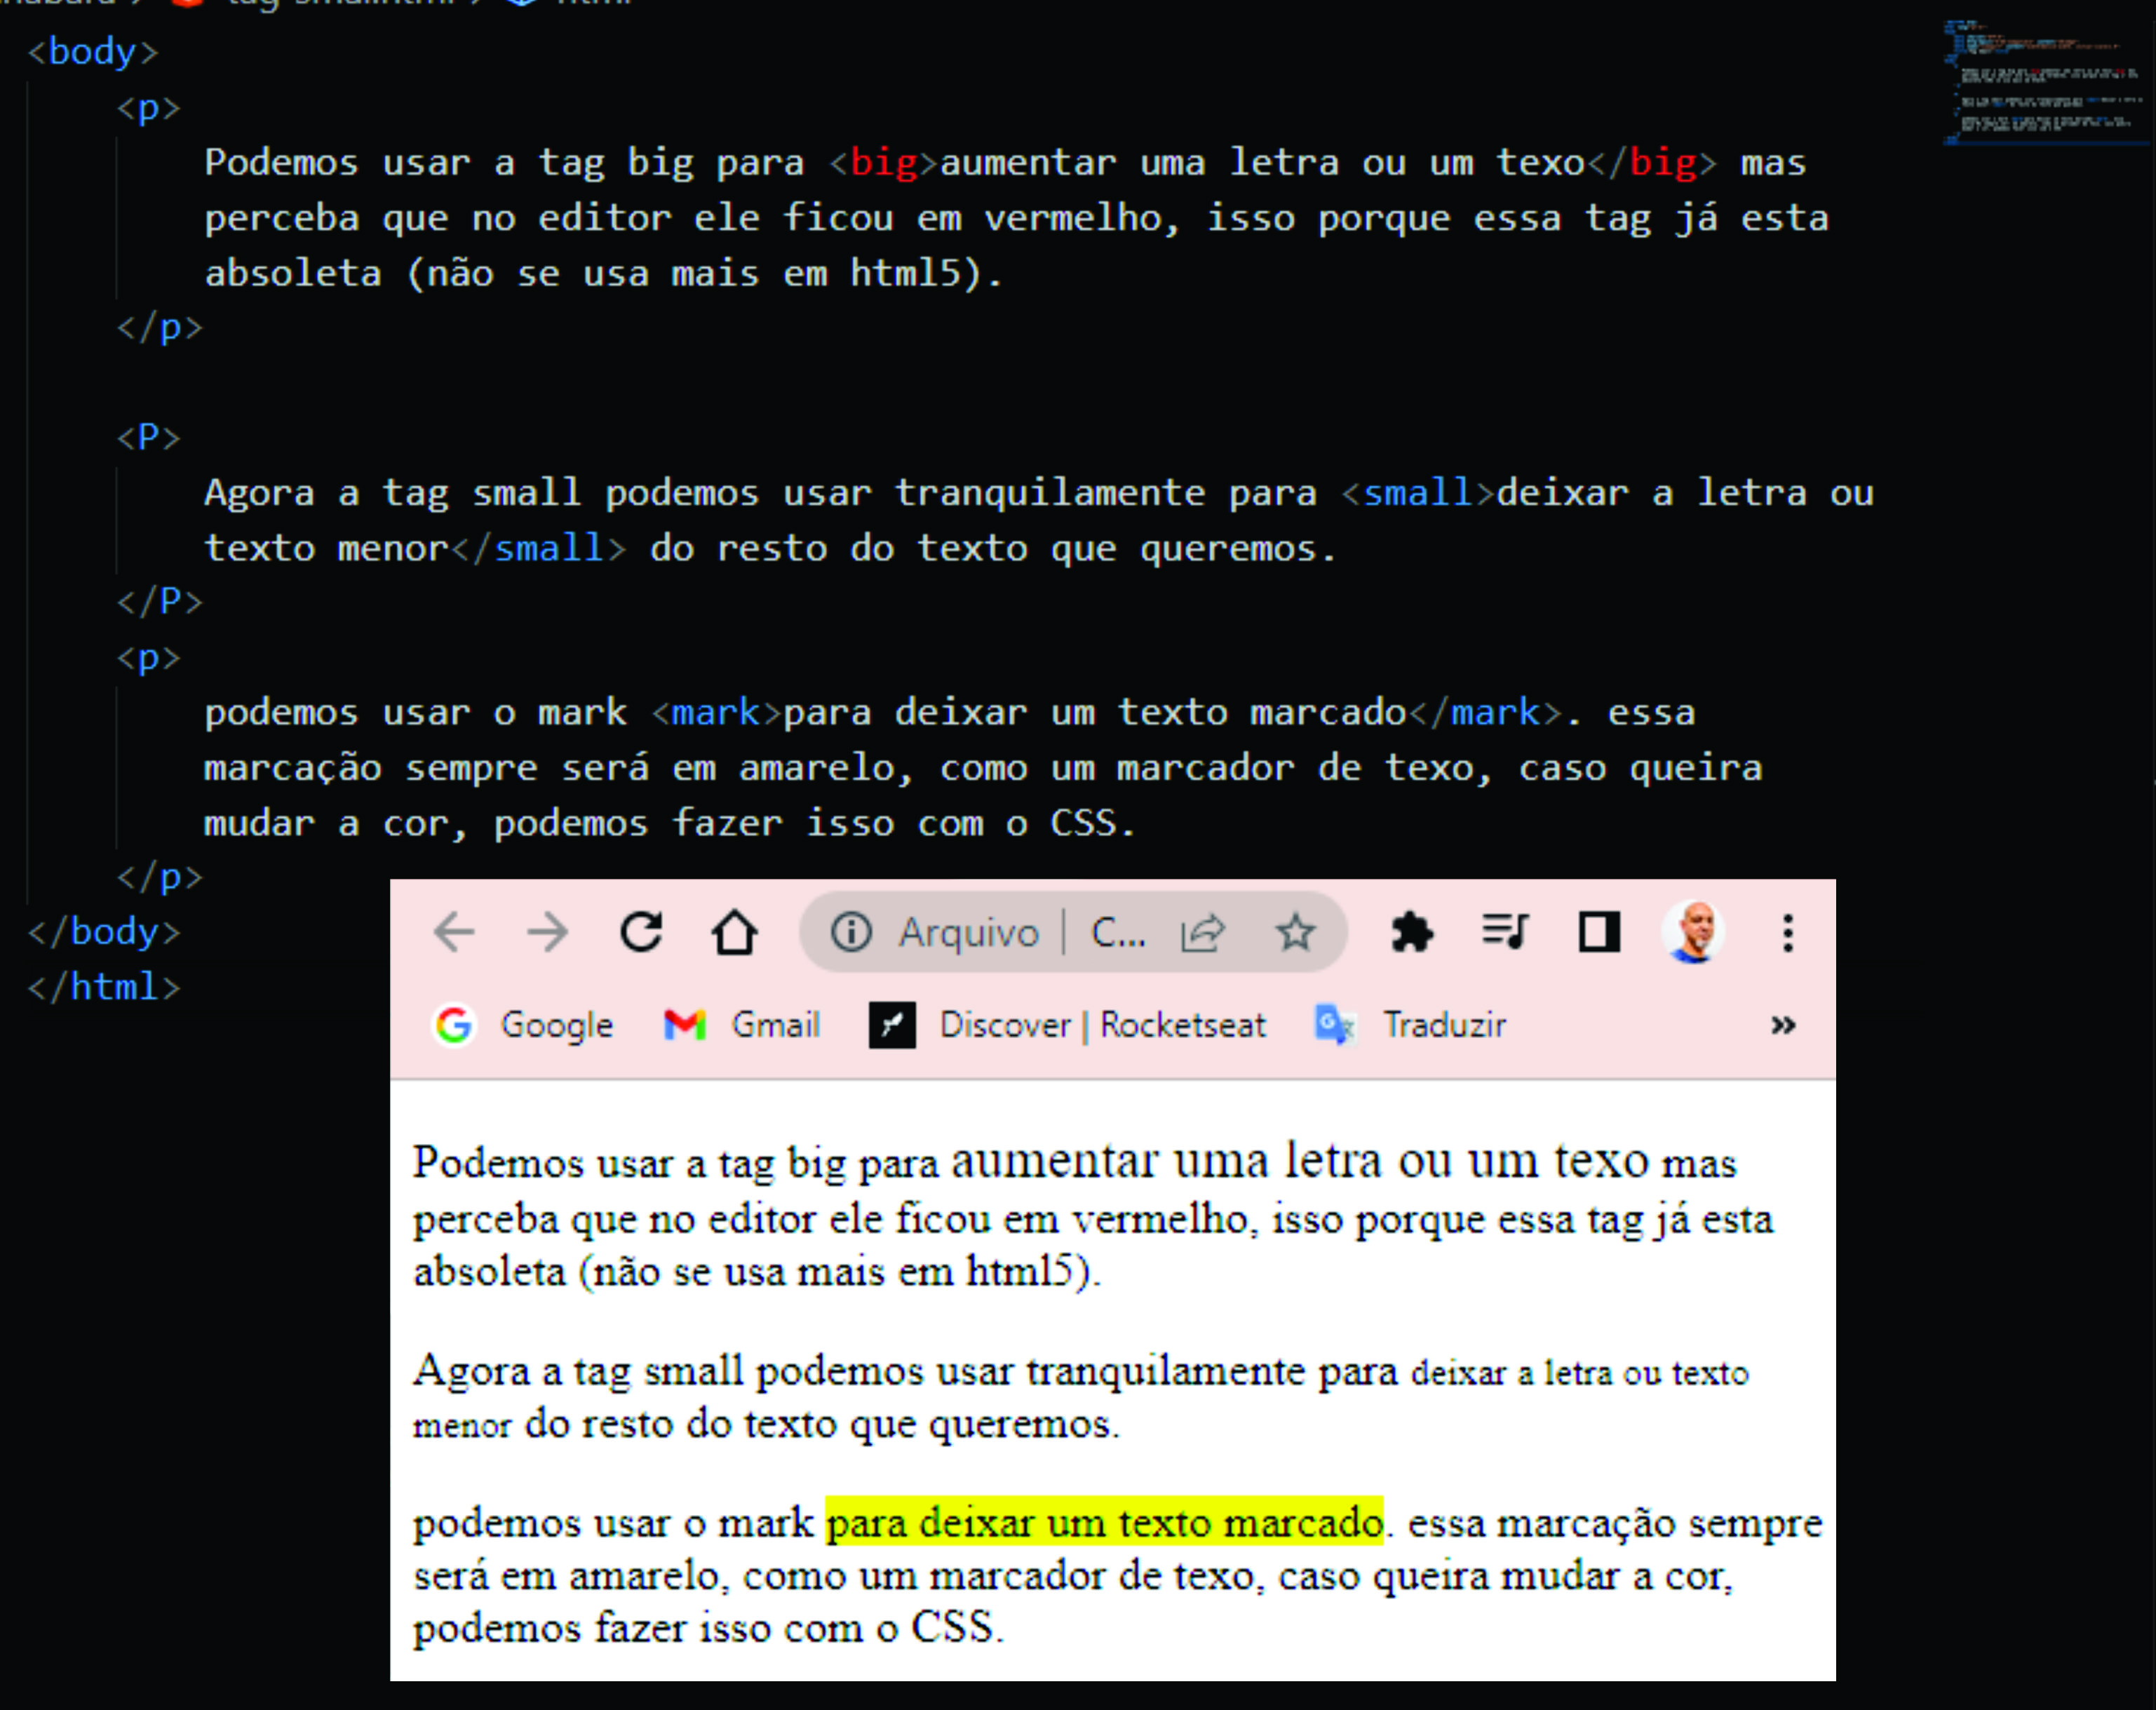 <body>
<p>
Podemos usar a tag big para <big>aumentar uma letra ou um texo</big> mas
perceba que no editor ele ficou em vermelho, isso porque essa tag já esta
absoleta (não se usa mais em html5).
</p>
<P>
Agora a tag small podemos usar tranquilamente para <small>deixar a letra ou
texto menor</small> do resto do texto que queremos.
</P>
<p>
podemos usar o mark <mark>para deixar um texto marcado</mark>. essa
marcação sempre será em amarelo, como um marcador de texo, caso queira
mudar a cor, podemos fazer isso com o CSS.
</p>
</body>
</html>
Arquivo | C...
Google Gmail Discover | Rocketseat Traduzir »
Podemos usar a tag big para aumentar uma letra ou um texo mas
perceba que no editor ele ficou em vermelho, isso porque essa tag já esta
absoleta (não se usa mais em html5).
Agora a tag small podemos usar tranquilamente para deixar a letra ou texto
menor do resto do texto que queremos.
podemos usar o mark para deixar um texto marcado. essa marcação sempre
será em amarelo, como um marcador de texo, caso queira mudar a cor,
podemos fazer isso com o CSS.